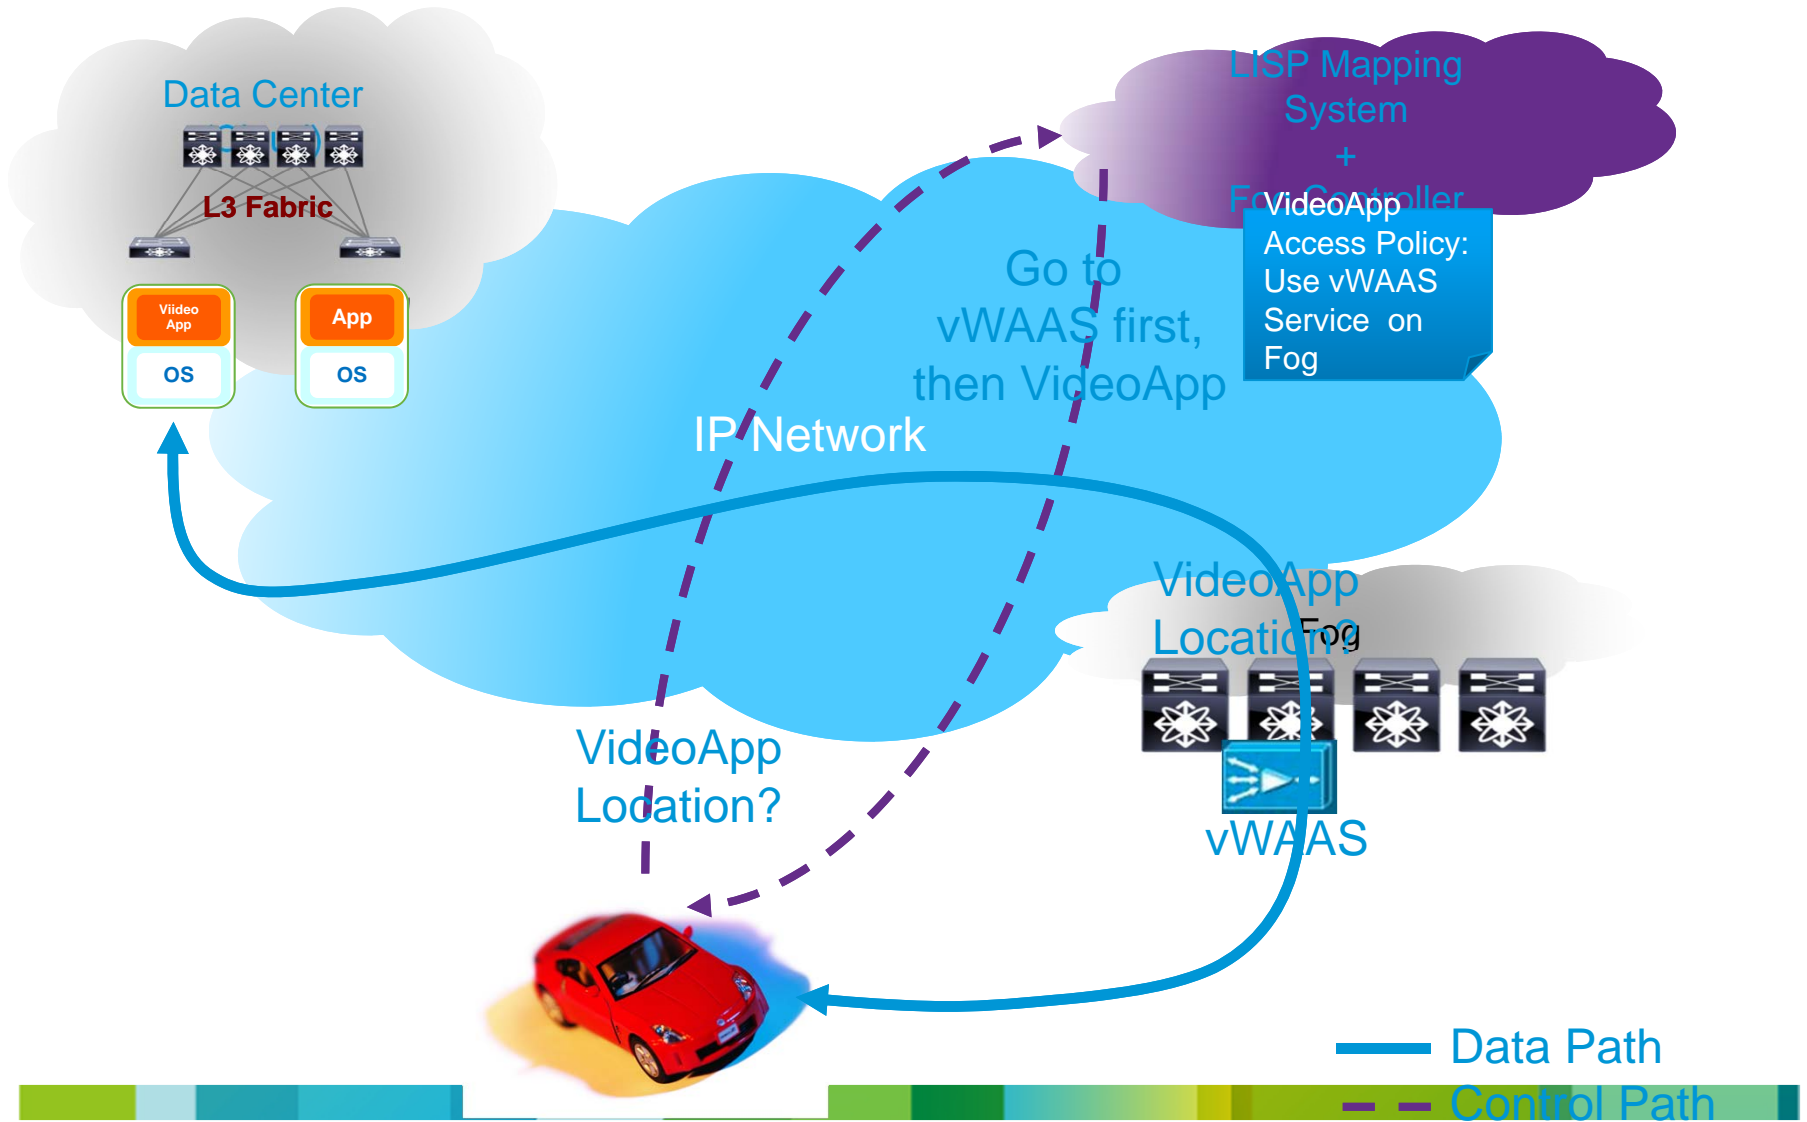 Data Center
L3 Fabric
Viideo
App
OS
App
OS
LISP Mapping
System
+
Fog Controller
VideoApp
Access Policy:
Use vWAAS
Service on
Fog
Go to
vWAAS first,
then VideoApp
IP Network
VideoApp
Location?
Fog
vWAAS
VideoApp
Location?
Data Path
Control Path